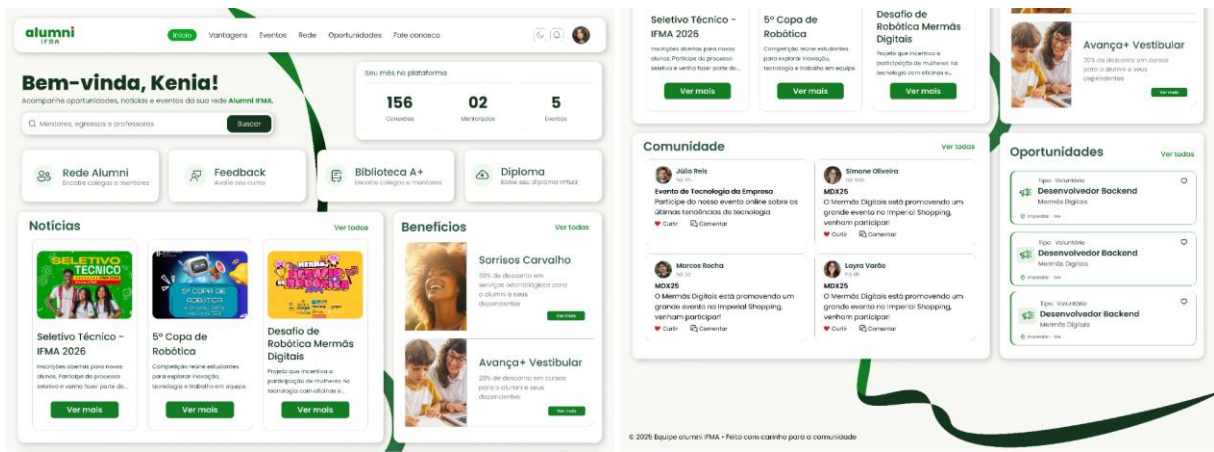 alumni
IFMA
Início
Vantagens
Eventos
Rede
Oportunidades
Fale conosco
Bem-vinda, Kenia!
Acompanhe oportunidades, notícias e eventos da sua rede Alumni IFMA.
Mentores, egressos e professores
Buscar
Seu mês na plataforma
156
02
5
Conexões
Mentorados
Eventos
Rede Alumni
Encotre colegas e mentores
Feedback
Avalie seu curso
Biblioteca A+
Encotre colegas e mentores
Diploma
Baixe seu diploma virtual
Notícias
Ver todas
SELETIVO
TÉCNICO
Seletivo Técnico -
IFMA 2026
Inscrições abertas para novos
alunos. Participe do processo
seletivo e venha fazer parte da...
Ver mais
5ª COPA DE
ROBÓTICA
5º Copa de
Robótica
Competição reúne estudantes
para explorar inovação,
tecnologia e trabalho em equipe.
Ver mais
DESAFIO
DE ROBÓTICA
Desafio de
Robótica Mermãs
Digitais
Projeto que incentiva a
participação de mulheres na
tecnologia com oficinas e...
Ver mais
Benefícios
Ver todas
Sorrisos Carvalho
30% de desconto em
serviços odontológicos para
o alumni e seus
dependentes
Ver mais
Avança+ Vestibular
20% de desconto em cursos
para o alumni e seus
dependentes
Ver mais
Seletivo Técnico -
IFMA 2026
Inscrições abertas para novos
alunos. Participe do processo
seletivo e venha fazer parte da...
Ver mais
5º Copa de
Robótica
Competição reúne estudantes
para explorar inovação,
tecnologia e trabalho em equipe
Ver mais
Desafio de
Robótica Mermãs
Digitais
Projeto que incentiva a
participação de mulheres na
tecnologia com oficinas e...
Ver mais
Avança+ Vestibular
20% de desconto em cursos
para o alumni e seus
dependentes
Ver mais
Comunidade
Ver todas
Júlio Reis
Evento de Tecnologia da Empresa
Participe do nosso evento online sobre os
últimas tendências de tecnologia
Curtir
Comentar
Simone Oliveira
MDX25
O Mermãs Digitais está promovendo um
grande evento no Imperial Shopping,
venham participar!
Curtir
Comentar
Marcos Rocha
MDX25
O Mermãs Digitais está promovendo um
grande evento no Imperial Shopping,
venham participar!
Curtir
Comentar
Layra Varão
MDX25
O Mermãs Digitais está promovendo um
grande evento no Imperial Shopping,
venham participar!
Curtir
Comentar
Oportunidades
Ver todas
Tipo: Voluntário
Desenvolvedor Backend
Mermãs Digitais
Imperatriz - MA
Tipo: Voluntário
Desenvolvedor Backend
Mermãs Digitais
Imperatriz - MA
Tipo: Voluntário
Desenvolvedor Backend
Mermãs Digitais
Imperatriz - MA
© 2025 Equipe alumni IFMA • Feito com carinho para a comunidade